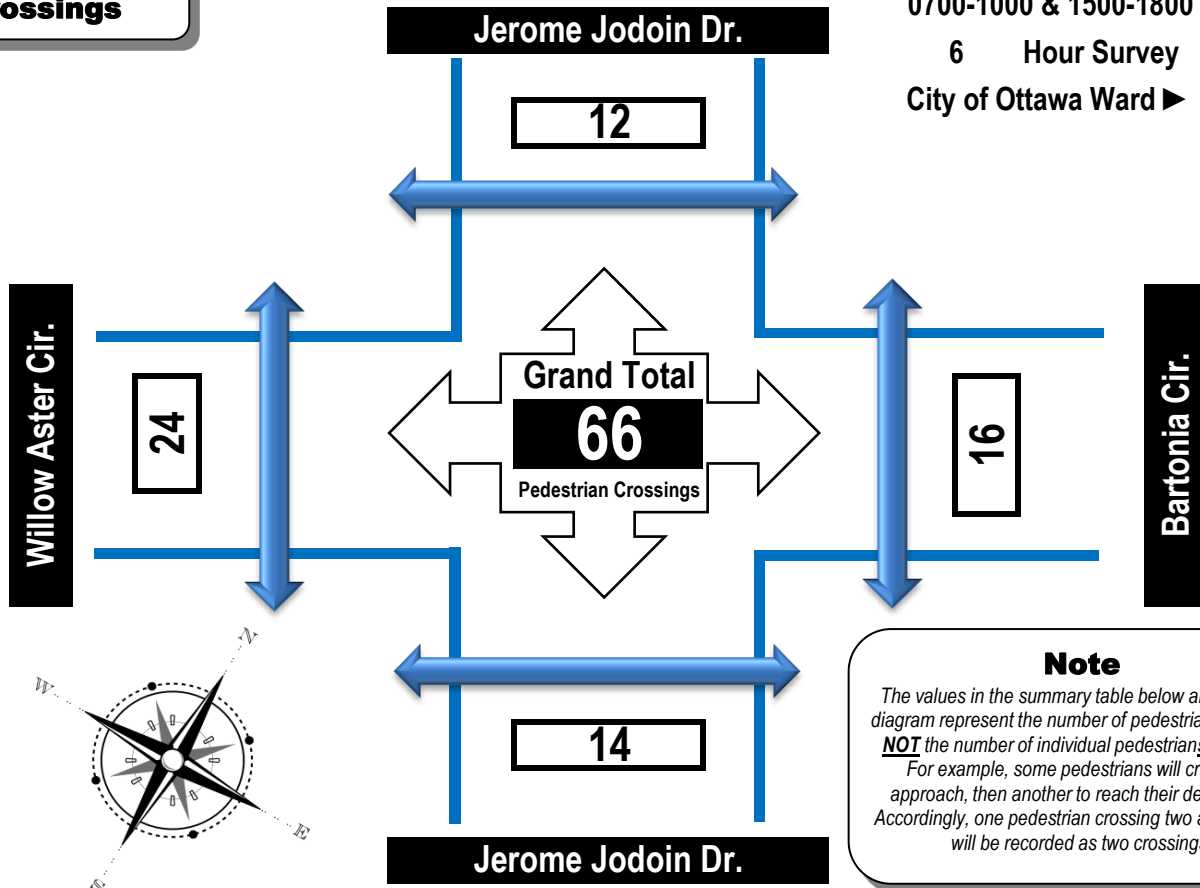 ossings
0700-1000 & 1500-1800
6 Hour Survey
City of Ottawa Ward ►
Jerome Jodoin Dr.
12
Willow Aster Cir.
24
Grand Total
66
Pedestrian Crossings
16
Bartonia Cir.
14
Jerome Jodoin Dr.
N
W
E
Note
The values in the summary table below a
diagram represent the number of pedestria
NOT the number of individual pedestrians
For example, some pedestrians will cr
approach, then another to reach their de
Accordingly, one pedestrian crossing two a
will be recorded as two crossings